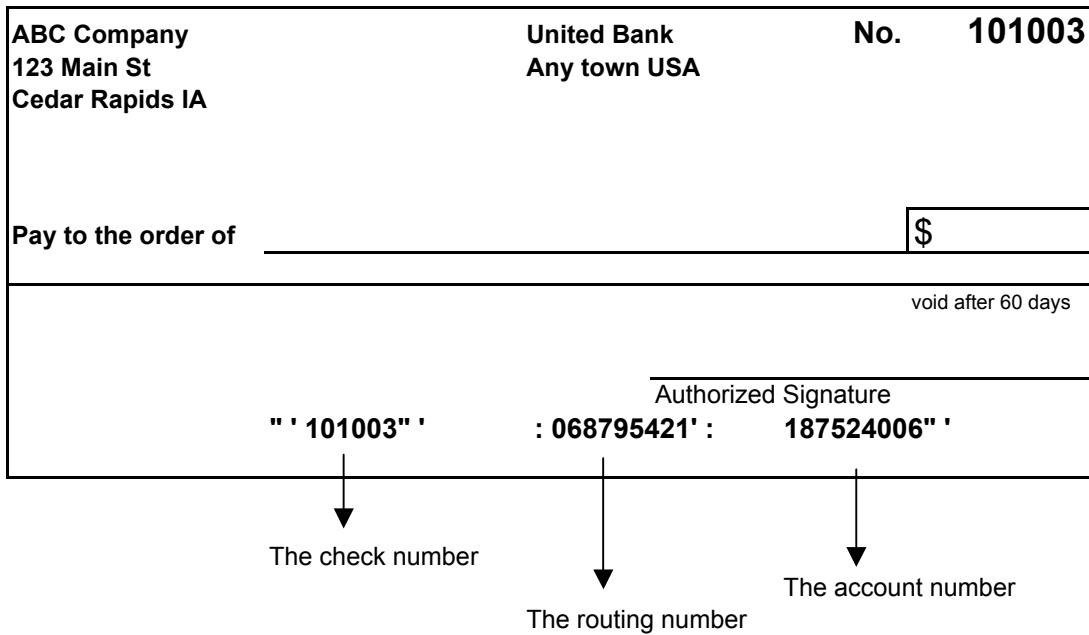 ABC Company United Bank No. 101003
123 Main St Any town USA
Cedar Rapids IA
Pay to the order of $
void after 60 days
Authorized Signature
" ' 101003" ' : 068795421' : 187524006" '
The check number
The account number
The routing number